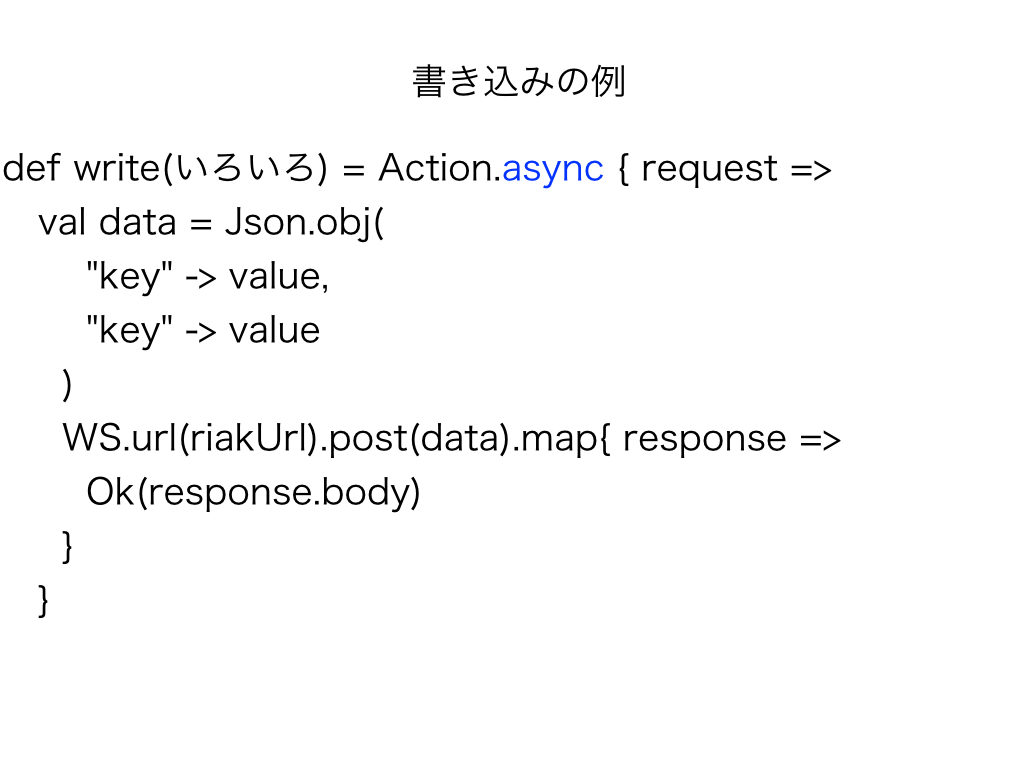 書き込みの例
def write(いろいろ) = Action.async { request =>
val data = Json.obj(
"key" -> value,
"key" -> value
)
WS.url(riakUrl).post(data).map{ response =>
Ok(response.body)
}
}